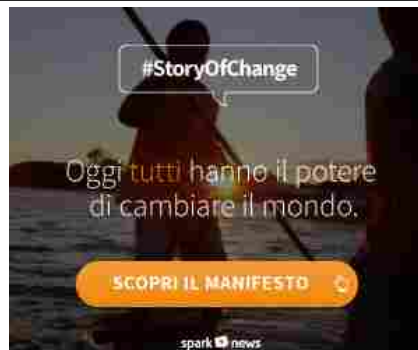 #StoryOfChange
Oggi tutti hanno il potere
di cambiare il mondo.
SCOPRI IL MANIFESTO
spark news